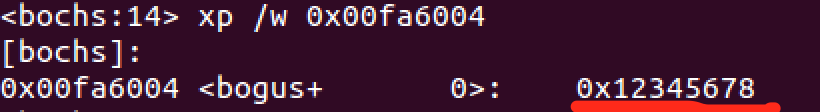 <bochs:14> xp /w 0x00fa6004
[bochs]:
0x00fa6004 <bogus+       0>:    0x12345678